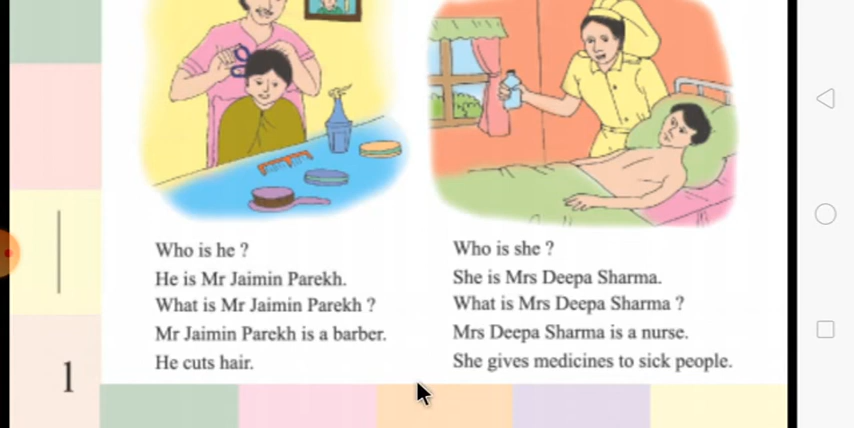 Who is he ?
He is Mr Jaimin Parekh.
What is Mr Jaimin Parekh ?
Mr Jaimin Parekh is a barber.
He cuts hair.
Who is she ?
She is Mrs Deepa Sharma.
What is Mrs Deepa Sharma ?
Mrs Deepa Sharma is a nurse.
She gives medicines to sick people.
1